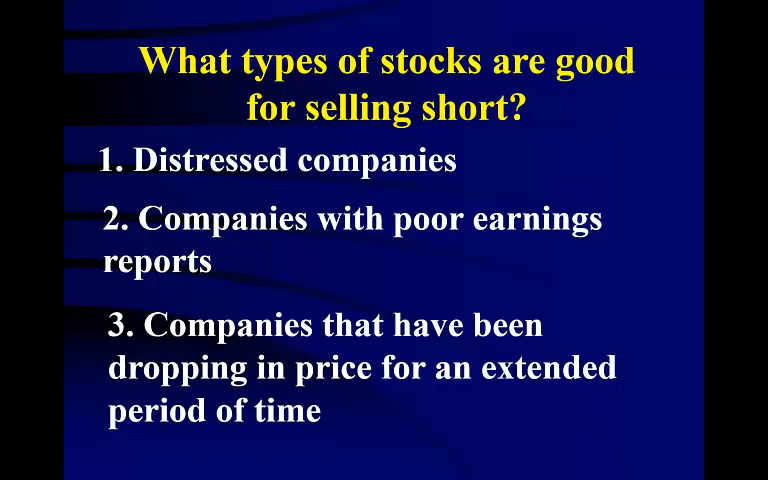 What types of stocks are good
for selling short?
1. Distressed companies
2. Companies with poor earnings
reports
3. Companies that have been
dropping in price for an extended
period of time